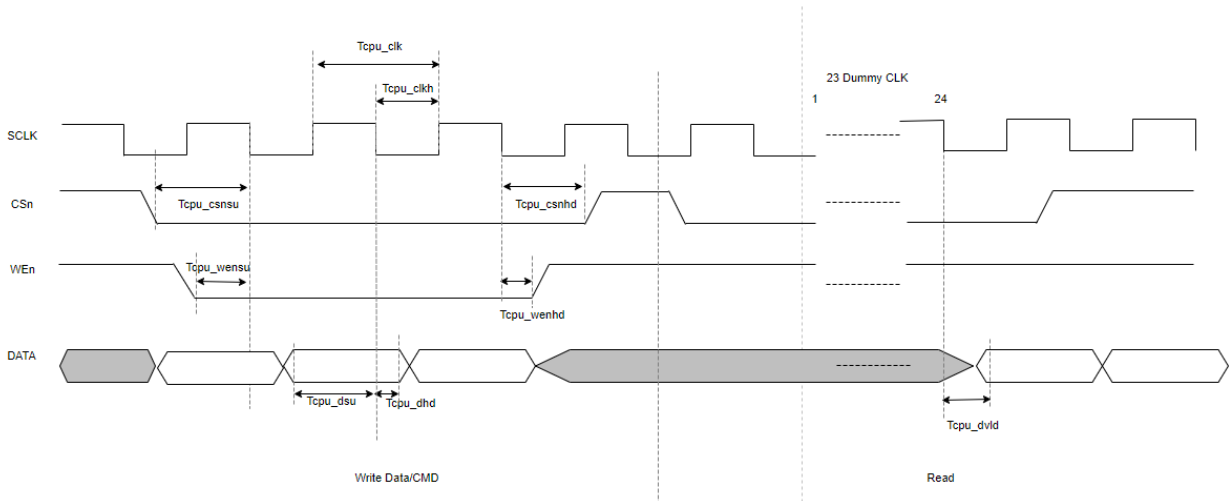 Tcpu_clk
Tcpu_clkh
23 Dummy CLK
1
24
SCLK
CSn
Tcpu_csnsu
Tcpu_csnhd
WEn
Tcpu_wensu
Tcpu_wenhd
DATA
Tcpu_dsu
Tcpu_dhd
Tcpu_dvld
Write Data/CMD
Read